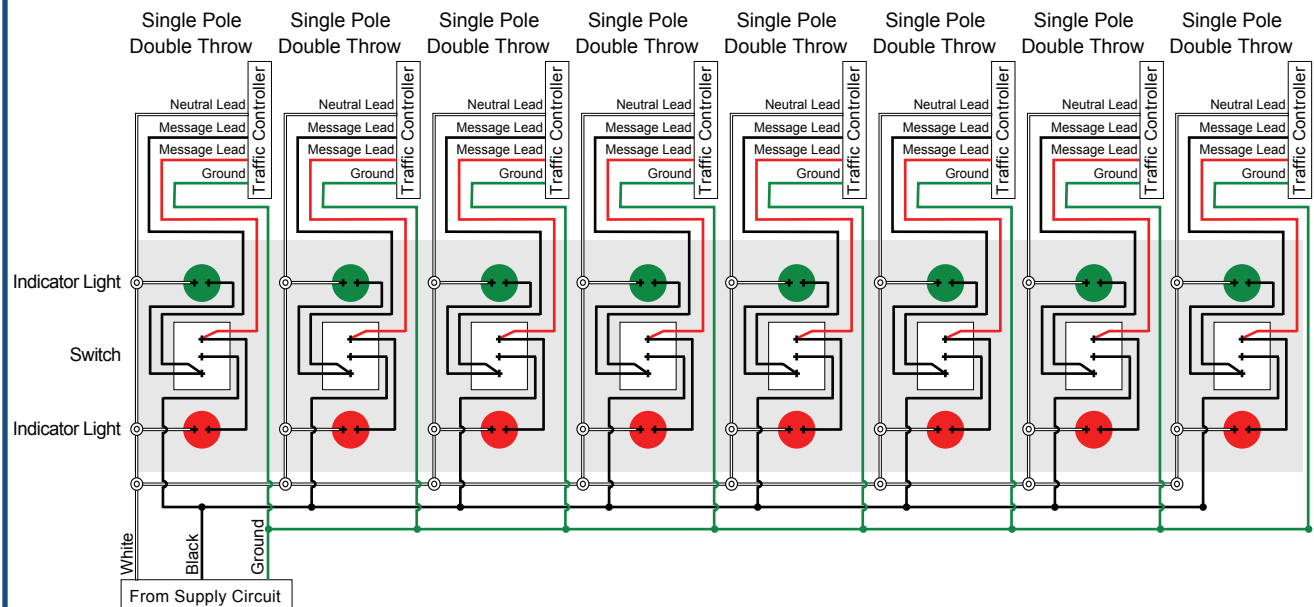 Single Pole
Double Throw
Single Pole
Double Throw
Single Pole
Double Throw
Single Pole
Double Throw
Single Pole
Double Throw
Single Pole
Double Throw
Single Pole
Double Throw
Single Pole
Double Throw
Neutral Lead
Message Lead
Message Lead
Ground
Traffic Controller
Neutral Lead
Message Lead
Message Lead
Ground
Traffic Controller
Neutral Lead
Message Lead
Message Lead
Ground
Traffic Controller
Neutral Lead
Message Lead
Message Lead
Ground
Traffic Controller
Neutral Lead
Message Lead
Message Lead
Ground
Traffic Controller
Neutral Lead
Message Lead
Message Lead
Ground
Traffic Controller
Neutral Lead
Message Lead
Message Lead
Ground
Traffic Controller
Neutral Lead
Message Lead
Message Lead
Ground
Traffic Controller
Indicator Light
Switch
Indicator Light
White
Black
Ground
From Supply Circuit